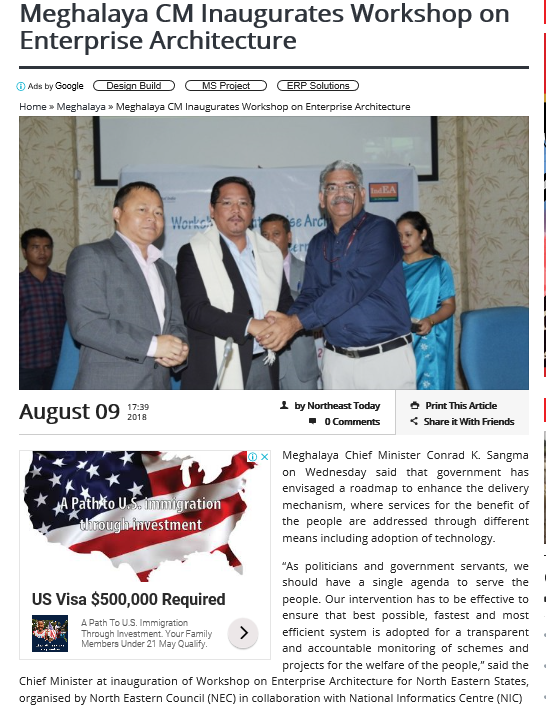 Meghalaya CM Inaugurates Workshop on
Enterprise Architecture
Ads by Google
Design Build
MS Project
ERP Solutions
Home » Meghalaya » Meghalaya CM Inaugurates Workshop on Enterprise Architecture
IndEA
August 09 17:39
2018
by Northeast Today
0 Comments
Print This Article
Share it With Friends
A Path to U.S. Immigration
through investment
US Visa $500,000 Required
A Path To U.S. Immigration
Through Investment. Your Family
Members Under 21 May Qualify.
Meghalaya Chief Minister Conrad K. Sangma
on Wednesday said that government has
envisaged a roadmap to enhance the delivery
mechanism, where services for the benefit of
the people are addressed through different
means including adoption of technology.
“As politicians and government servants, we
should have a single agenda to serve the
people. Our intervention has to be effective to
ensure that best possible, fastest and most
efficient system is adopted for a transparent
and accountable monitoring of schemes and
projects for the welfare of the people,” said the
Chief Minister at inauguration of Workshop on Enterprise Architecture for North Eastern States,
organised by North Eastern Council (NEC) in collaboration with National Informatics Centre (NIC)